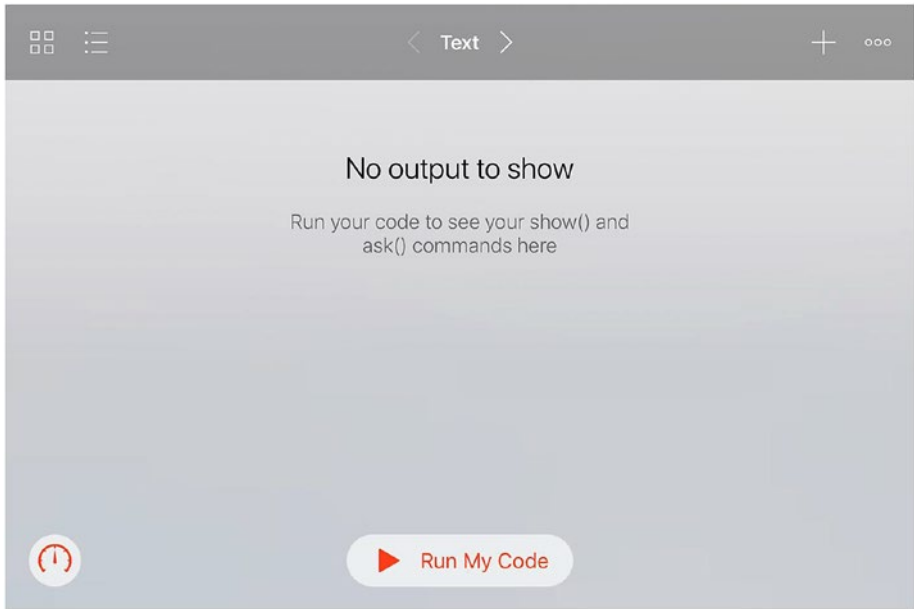 Text
No output to show
Run your code to see your show() and
ask() commands here
Run My Code